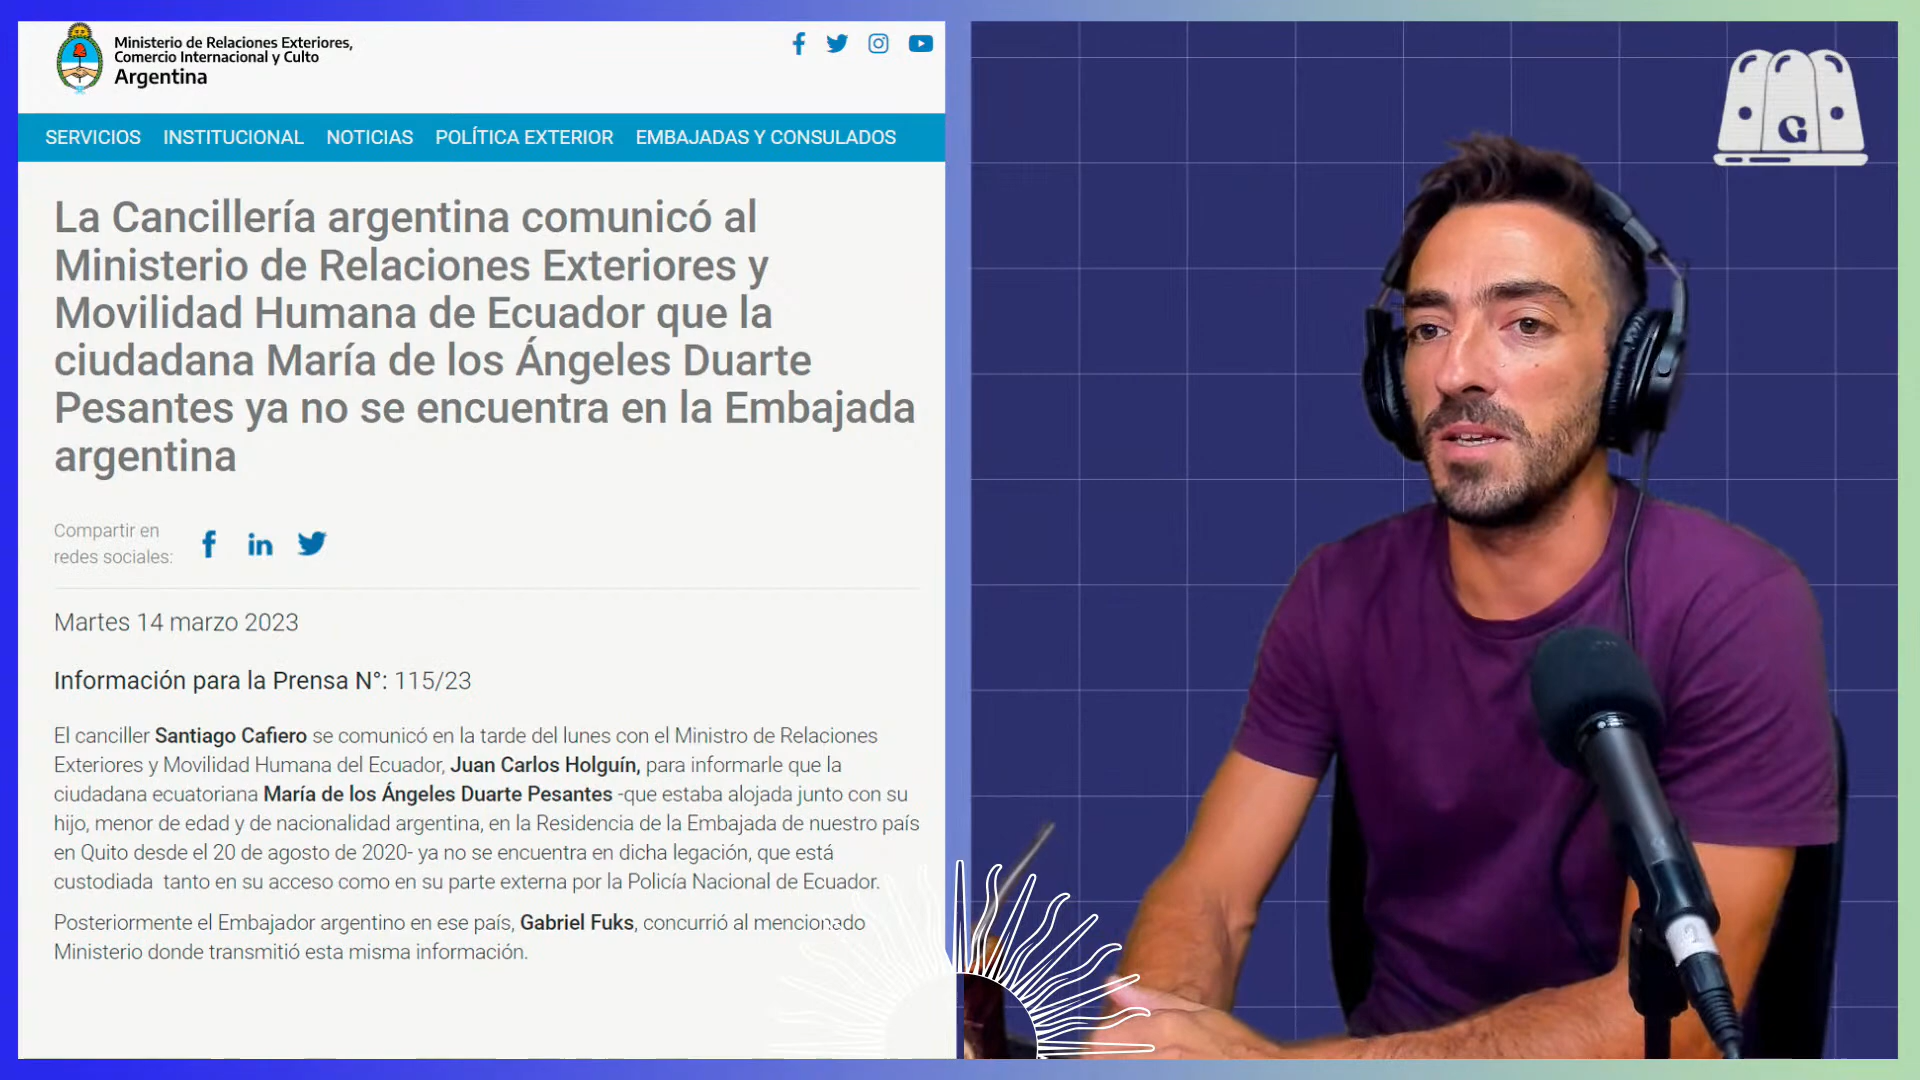 Ministerio de Relaciones Exteriores,
Comercio Internacional y Culto
Argentina
SERVICIOS INSTITUCIONAL NOTICIAS POLÍTICA EXTERIOR EMBAJADAS Y CONSULADOS
La Cancillería argentina comunicó al
Ministerio de Relaciones Exteriores y
Movilidad Humana de Ecuador que la
ciudadana María de los Ángeles Duarte
Pesantes ya no se encuentra en la Embajada
argentina
Compartir en
redes sociales:
Martes 14 marzo 2023
Información para la Prensa N°: 115/23
El canciller Santiago Cafiero se comunicó en la tarde del lunes con el Ministro de Relaciones
Exteriores y Movilidad Humana del Ecuador, Juan Carlos Holguín, para informarle que la
ciudadana ecuatoriana María de los Ángeles Duarte Pesantes -que estaba alojada junto con su
hijo, menor de edad y de nacionalidad argentina, en la Residencia de la Embajada de nuestro país
en Quito desde el 20 de agosto de 2020- ya no se encuentra en dicha legación, que está
custodiada tanto en su acceso como en su parte externa por la Policía Nacional de Ecuador.
Posteriormente el Embajador argentino en ese país, Gabriel Fuks, concurrió al mencionado
Ministerio donde transmitió esta misma información.
G
2